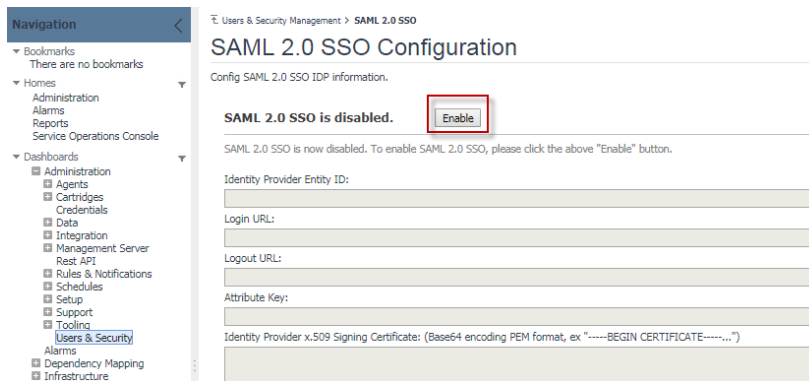 Navigation
Bookmarks
There are no bookmarks
Homes
Administration
Alarms
Reports
Service Operations Console
Dashboards
Administration
Agents
Cartridges
Credentials
Data
Integration
Management Server
Rest API
Rules & Notifications
Schedules
Setup
Support
Tooling
Users & Security
Alarms
Dependency Mapping
Infrastructure
Users & Security Management > SAML 2.0 SSO
SAML 2.0 SSO Configuration
Config SAML 2.0 SSO IDP information.
SAML 2.0 SSO is disabled. Enable
SAML 2.0 SSO is now disabled. To enable SAML 2.0 SSO, please click the above "Enable" button.
Identity Provider Entity ID:
Login URL:
Logout URL:
Attribute Key:
Identity Provider x.509 Signing Certificate: (Base64 encoding PEM format, ex "-----BEGIN CERTIFICATE-----...")